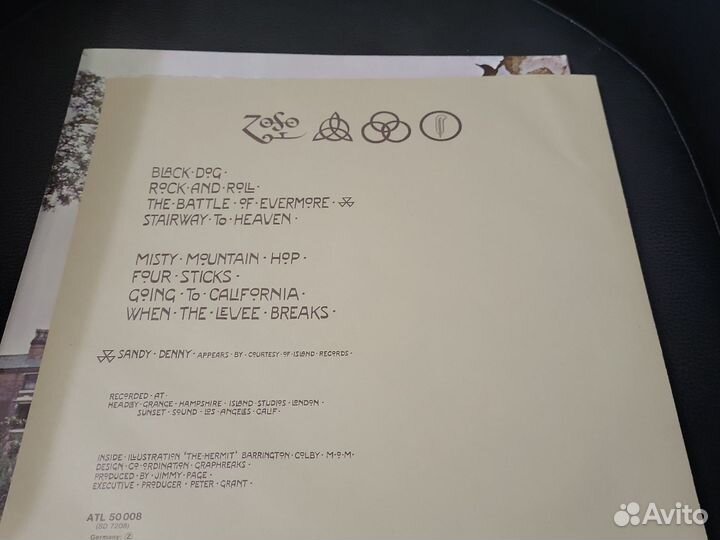 ZoSo
BLACK·DOG·
ROCK·AND·ROLL·
THE·BATTLE·OF·EVERMORE·
STAIRWAY·TO·HEAVEN·
MISTY·MOUNTAIN·HOP·
FOUR·STICKS·
GOING·TO·CALIFORNIA·
WHEN·THE·LEVEE·BREAKS·
SANDY·DENNY·APPEARS·BY·COURTESY·OF·ISLAND·RECORDS·
RECORDED·AT·
HEADLY·GRANGE·HAMPSHIRE·ISLAND·STUDIOS·LONDON·
SUNSET·SOUND·LOS·ANGELES·CALIF·
INSIDE·ILLUSTRATION 'THE·HERMIT' BARRINGTON·COLBY·M·O·M·
DESIGN·CO·ORDINATION·GRAPHREAKS·
PRODUCED·BY·JIMMY·PAGE·
EXECUTIVE·PRODUCER·PETER·GRANT·
ATL 50 008
(SD 7208)
Germany: Ⓩ
Avito